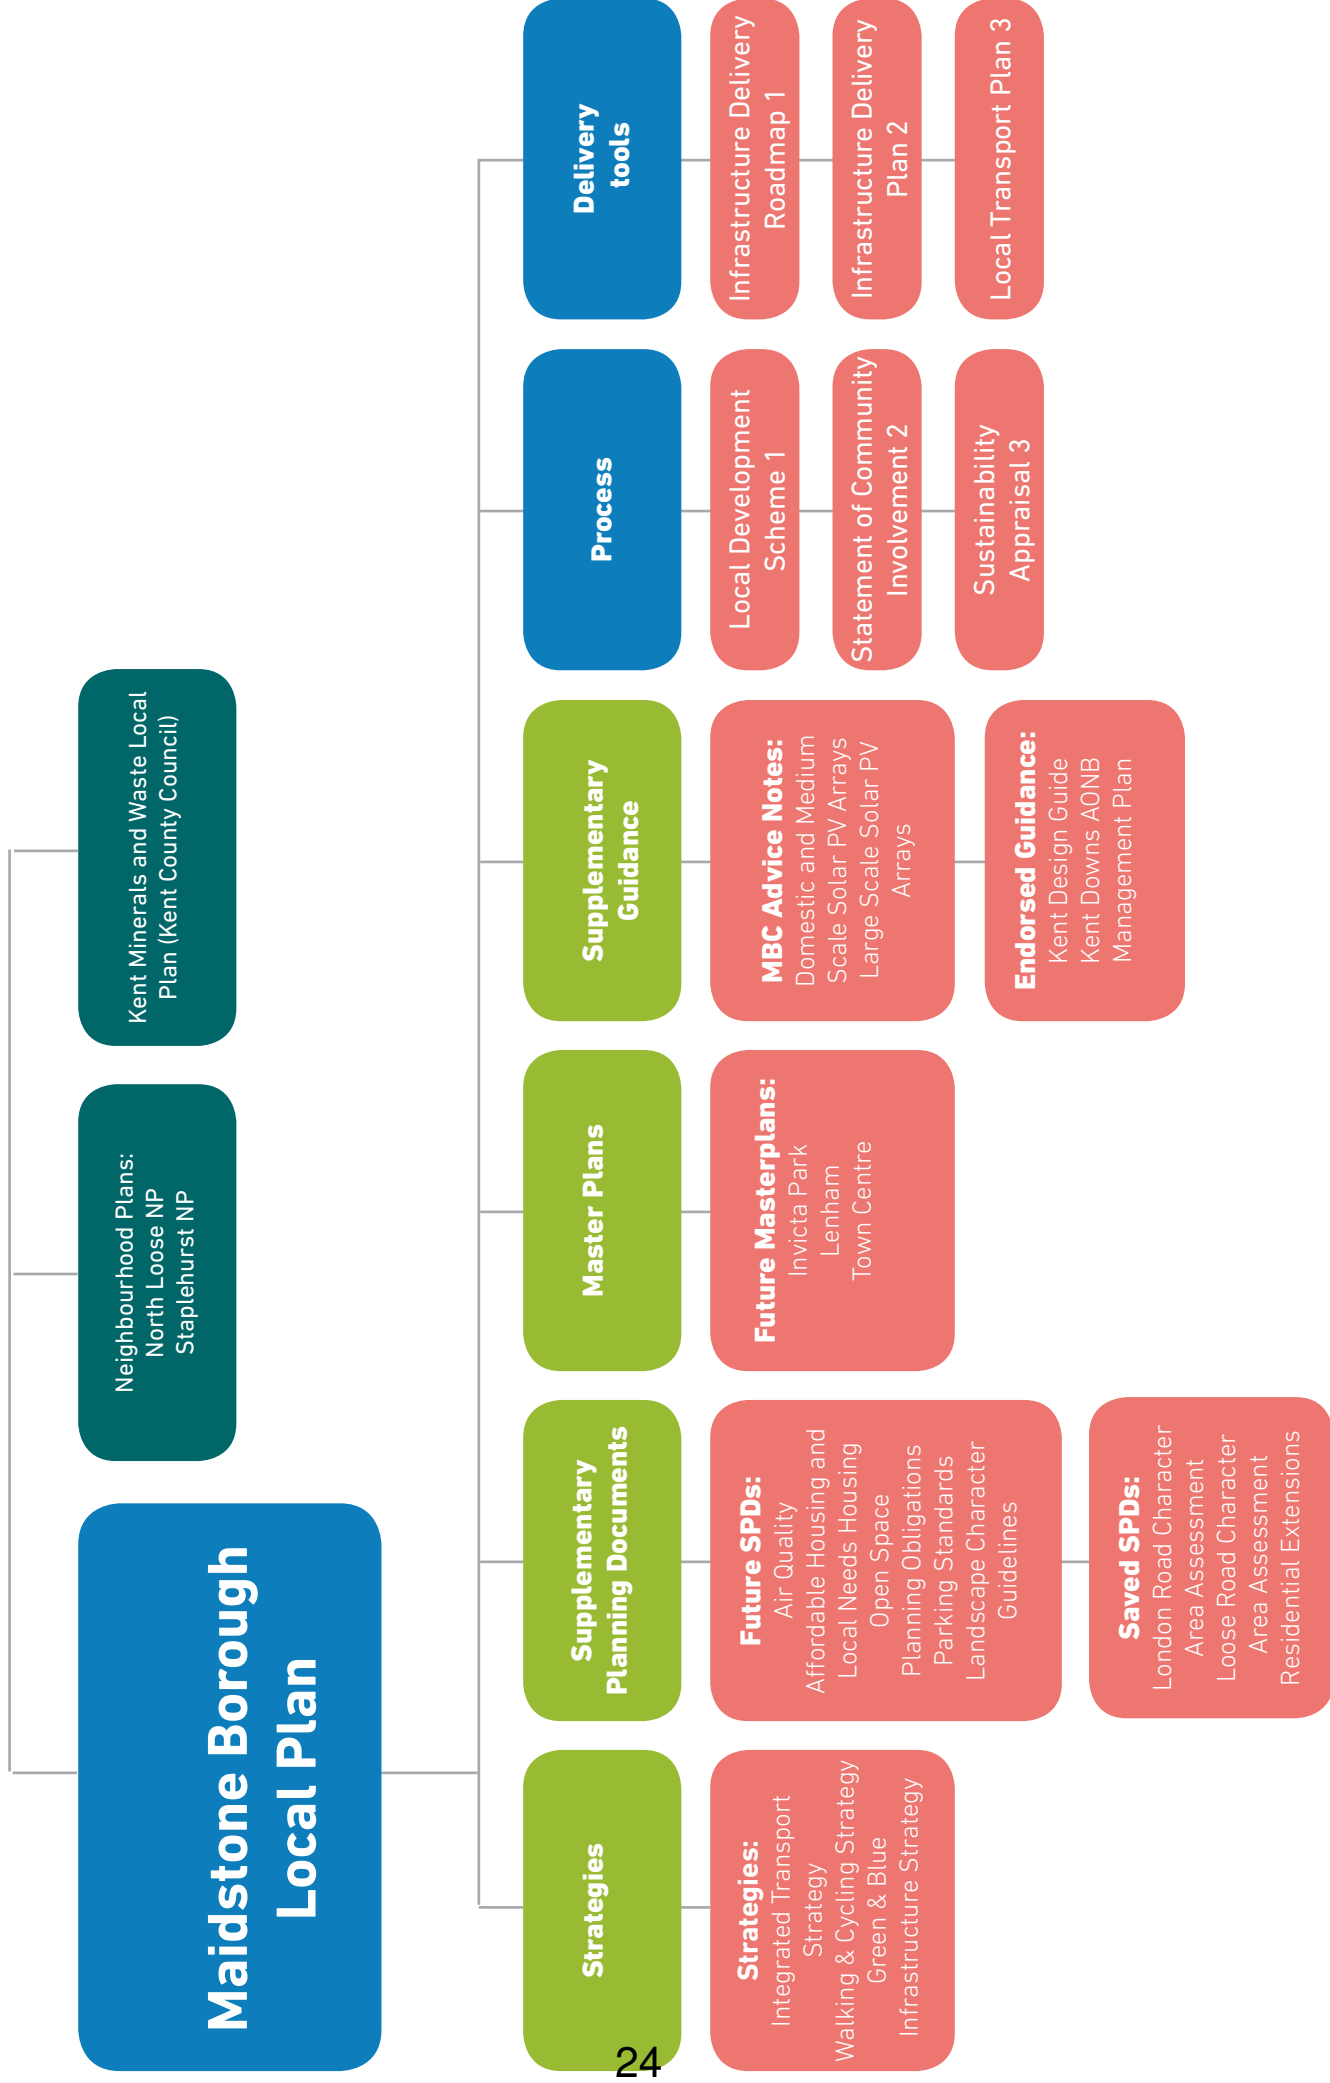 Maidstone Borough
Local Plan
Neighbourhood Plans:
North Loose NP
Staplehurst NP
Kent Minerals and Waste Local
Plan (Kent County Council)
Strategies
Strategies:
Integrated Transport
Strategy
Walking & Cycling Strategy
Green & Blue
Infrastructure Strategy
Supplementary
Planning Documents
Future SPDs:
Air Quality
Affordable Housing and
Local Needs Housing
Open Space
Planning Obligations
Parking Standards
Landscape Character
Guidelines
Saved SPDs:
London Road Character
Area Assessment
Loose Road Character
Area Assessment
Residential Extensions
Master Plans
Future Masterplans:
Invicta Park
Lenham
Town Centre
Supplementary
Guidance
MBC Advice Notes:
Domestic and Medium
Scale Solar PV Arrays
Large Scale Solar PV
Arrays
Endorsed Guidance:
Kent Design Guide
Kent Downs AONB
Management Plan
Process
Local Development
Scheme 1
Statement of Community
Involvement 2
Sustainability
Appraisal 3
Delivery
tools
Infrastructure Delivery
Roadmap 1
Infrastructure Delivery
Plan 2
Local Transport Plan 3
24